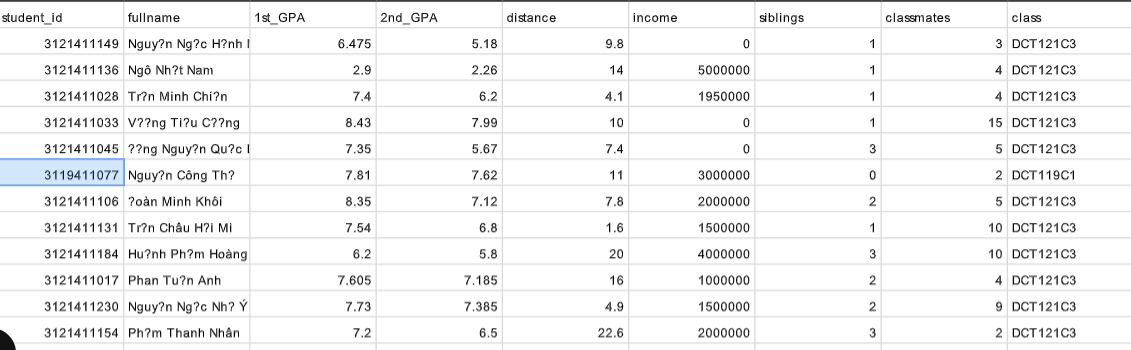 student_id fullname 1st_GPA 2nd_GPA distance income siblings classmates class
3121411149 Nguy?n Ng?c H?nh 6.475 5.18 9.8 0 1 3 DCT121C3
3121411136 Ngô Nh?t Nam 2.9 2.26 14 5000000 1 4 DCT121C3
3121411028 Tr?n Minh Chi?n 7.4 6.2 4.1 1950000 1 4 DCT121C3
3121411033 V??ng Ti?u C??ng 8.43 7.99 10 0 1 15 DCT121C3
3121411045 ??ng Nguy?n Qu?c 7.35 5.67 7.4 0 3 5 DCT121C3
3119411077 Nguy?n Công Th? 7.81 7.62 11 3000000 0 2 DCT119C1
3121411106 ?oàn Minh Khôi 8.35 7.12 7.8 2000000 2 5 DCT121C3
3121411131 Tr?n Châu H?i Mi 7.54 6.8 1.6 1500000 1 10 DCT121C3
3121411184 Hu?nh Ph?m Hoàng 6.2 5.8 20 4000000 3 10 DCT121C3
3121411017 Phan Tu?n Anh 7.605 7.185 16 1000000 2 4 DCT121C3
3121411230 Nguy?n Ng?c Nh? Ý 7.73 7.385 4.9 1500000 2 9 DCT121C3
3121411154 Ph?m Thanh Nhân 7.2 6.5 22.6 2000000 3 2 DCT121C3